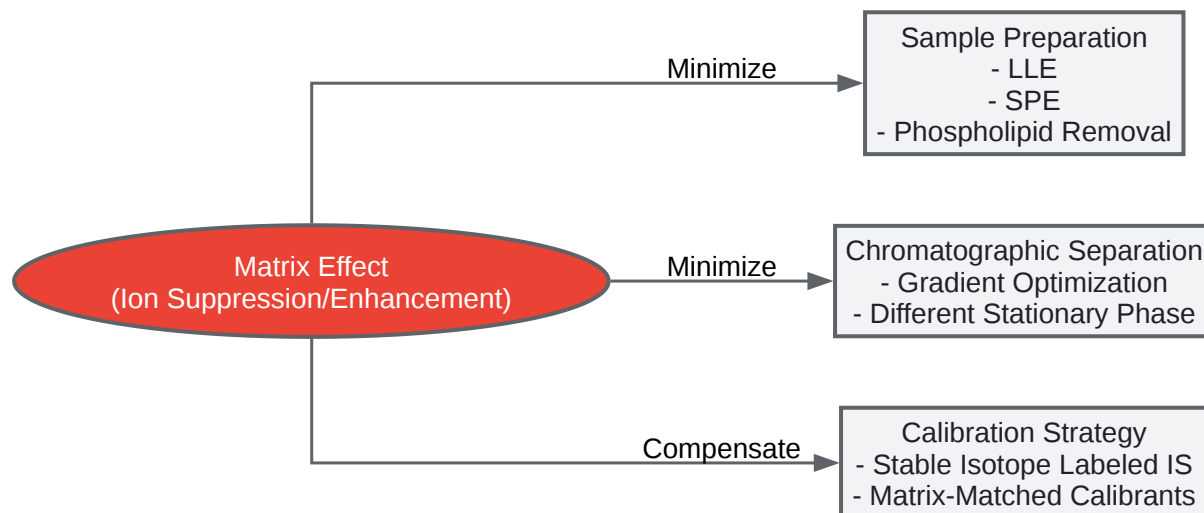 Minimize
Sample Preparation
- LLE
- SPE
- Phospholipid Removal
Matrix Effect
(Ion Suppression/Enhancement)
Minimize
Chromatographic Separation
- Gradient Optimization
- Different Stationary Phase
Compensate
Calibration Strategy
- Stable Isotope Labeled IS
- Matrix-Matched Calibrants